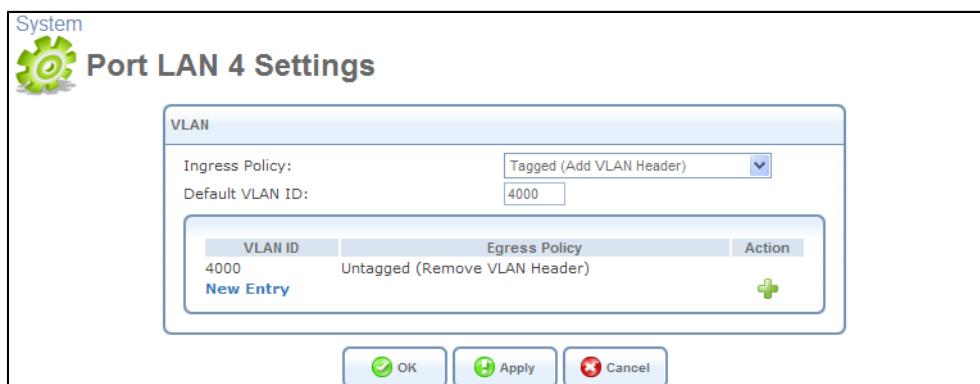 System
Port LAN 4 Settings
VLAN
Ingress Policy: Tagged (Add VLAN Header)
Default VLAN ID: 4000
VLAN ID Egress Policy Action
4000 Untagged (Remove VLAN Header)
New Entry
OK Apply Cancel